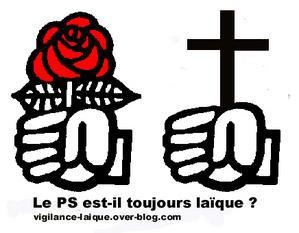 Le PS est-il toujours laïque ?
vigilance-laique.over-blog.com